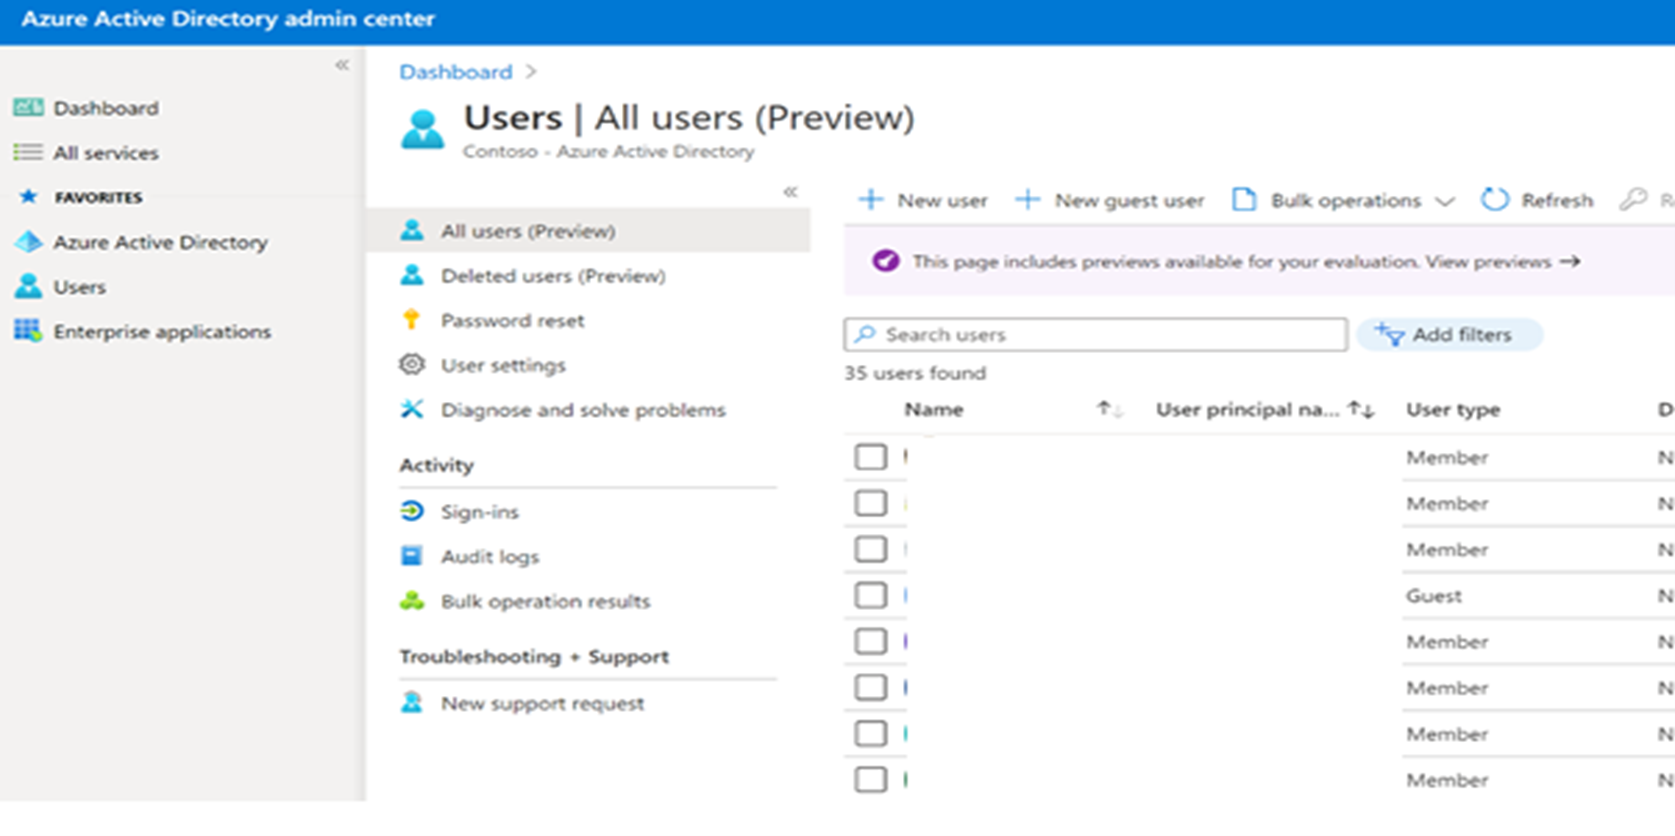 Azure Active Directory admin center
Dashboard
All services
FAVORITES
Azure Active Directory
Users
Enterprise applications
Dashboard >
Users | All users (Preview)
Contoso - Azure Active Directory
All users (Preview)
Deleted users (Preview)
Password reset
User settings
Diagnose and solve problems
Activity
Sign-ins
Audit logs
Bulk operation results
Troubleshooting + Support
New support request
New user New guest user Bulk operations Refresh
This page includes previews available for your evaluation. View previews →
Search users Add filters
35 users found
Name User principal na... User type D
Member N
Member N
Member N
Guest N
Member N
Member N
Member N
Member N